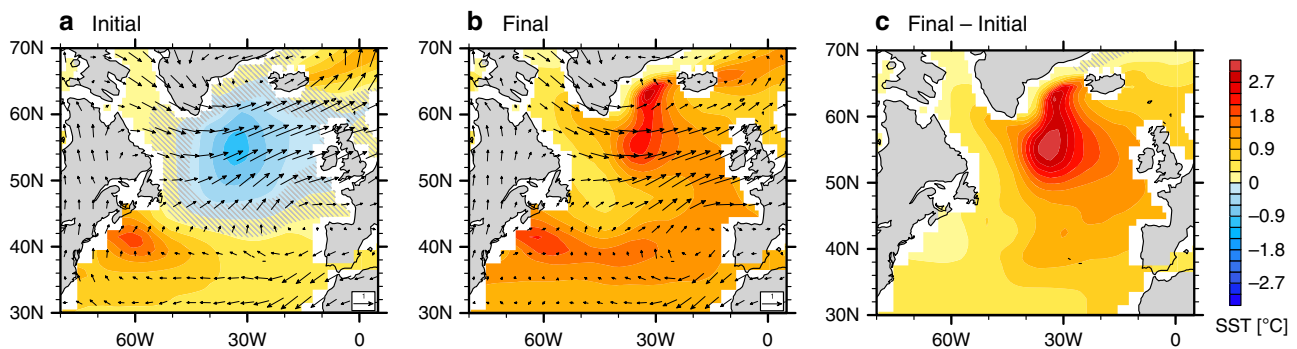 a Initial
b Final
c Final – Initial
70N
60N
50N
40N
30N
60W
30W
0
1
70N
60N
50N
40N
30N
60W
30W
0
1
70N
60N
50N
40N
30N
60W
30W
0
2.7
1.8
0.9
0
–0.9
–1.8
–2.7
SST [°C]